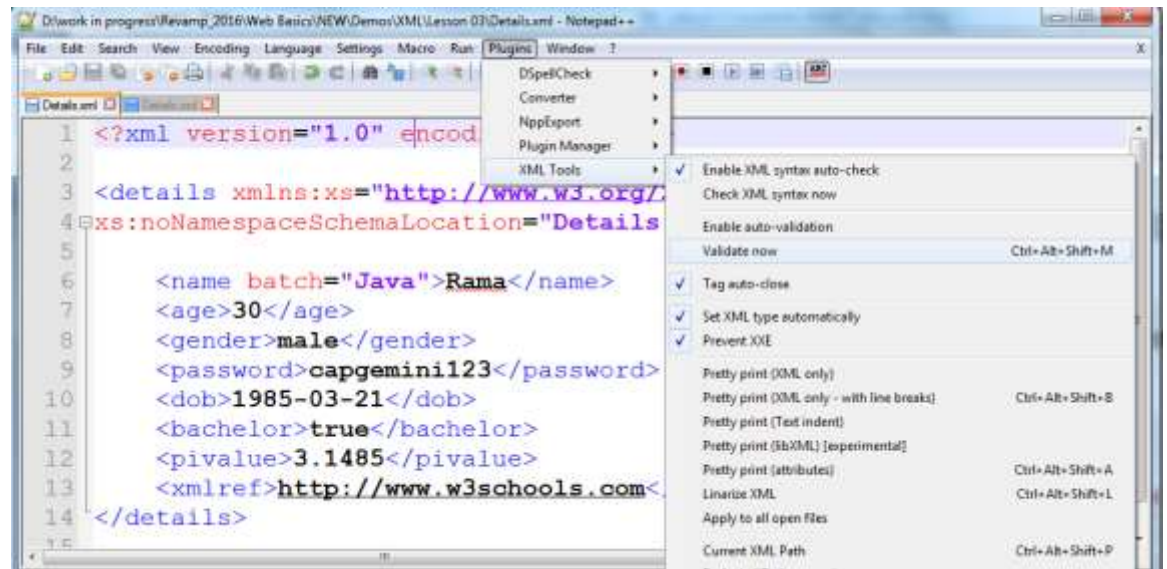 D:\work in progress\Revamp_2016\Web Basics\NEW\Demos\XML\Lesson 03\Details.xml - Notepad++
File Edit Search View Encoding Language Settings Macro Run Plugins Window ? X
DSpellCheck
Converter
NppExport
Plugin Manager
XML Tools
Details.xml Details.xsd
1 <?xml version="1.0" encod
2
3 <details xmlns:xs="http://www.w3.org/
4 xs:noNamespaceSchemaLocation="Details
5
6 <name batch="Java">Rama</name>
7 <age>30</age>
8 <gender>male</gender>
9 <password>capgemini123</password>
10 <dob>1985-03-21</dob>
11 <bachelor>true</bachelor>
12 <pivalue>3.1485</pivalue>
13 <xmlref>http://www.w3schools.com<
14 </details>
15
Enable XML syntax auto-check
Check XML syntax now
Enable auto-validation
Validate now Ctrl+Alt+Shift+M
Tag auto-close
Set XML type automatically
Prevent XXE
Pretty print (XML only)
Pretty print (XML only - with line breaks) Ctrl+Alt+Shift+B
Pretty print (Text indent)
Pretty print (libXML) [experimental]
Pretty print (attributes) Ctrl+Alt+Shift+A
Linarize XML Ctrl+Alt+Shift+L
Apply to all open files
Current XML Path Ctrl+Alt+Shift+P